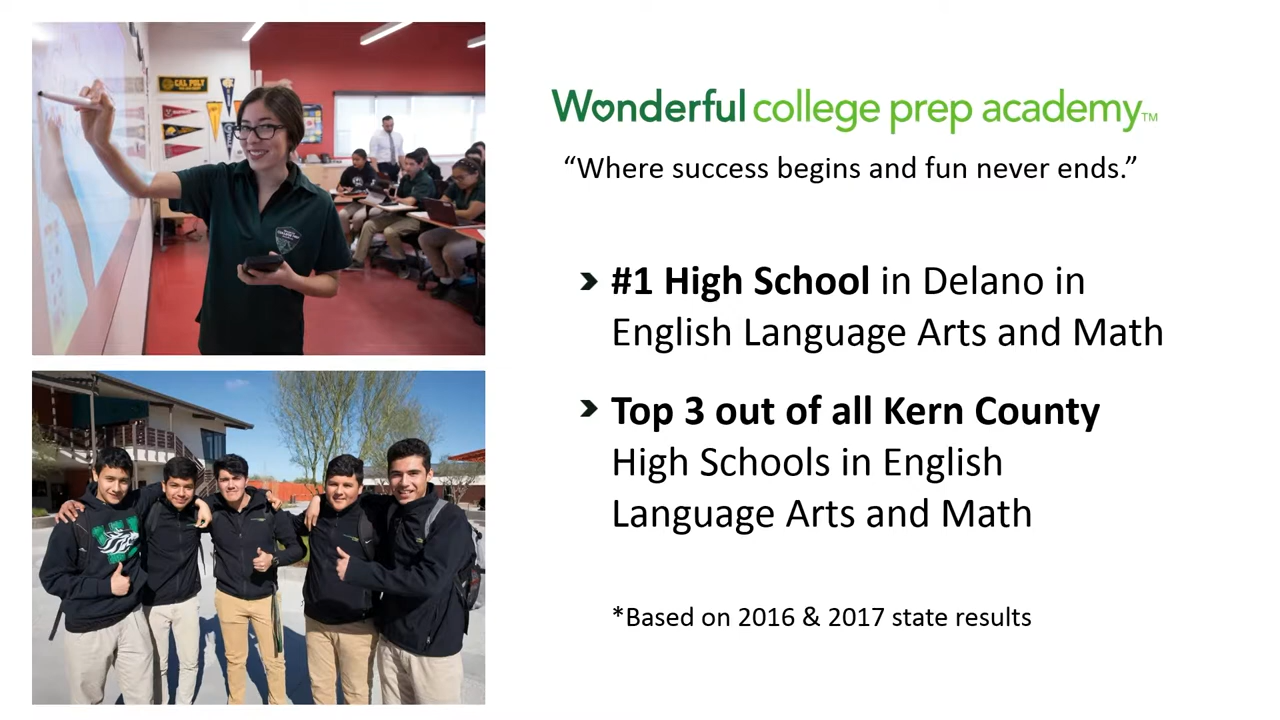 CAL POLY
Wonderful college prep academy™
“Where success begins and fun never ends.”
#1 High School in Delano in
English Language Arts and Math
Top 3 out of all Kern County
High Schools in English
Language Arts and Math
*Based on 2016 & 2017 state results